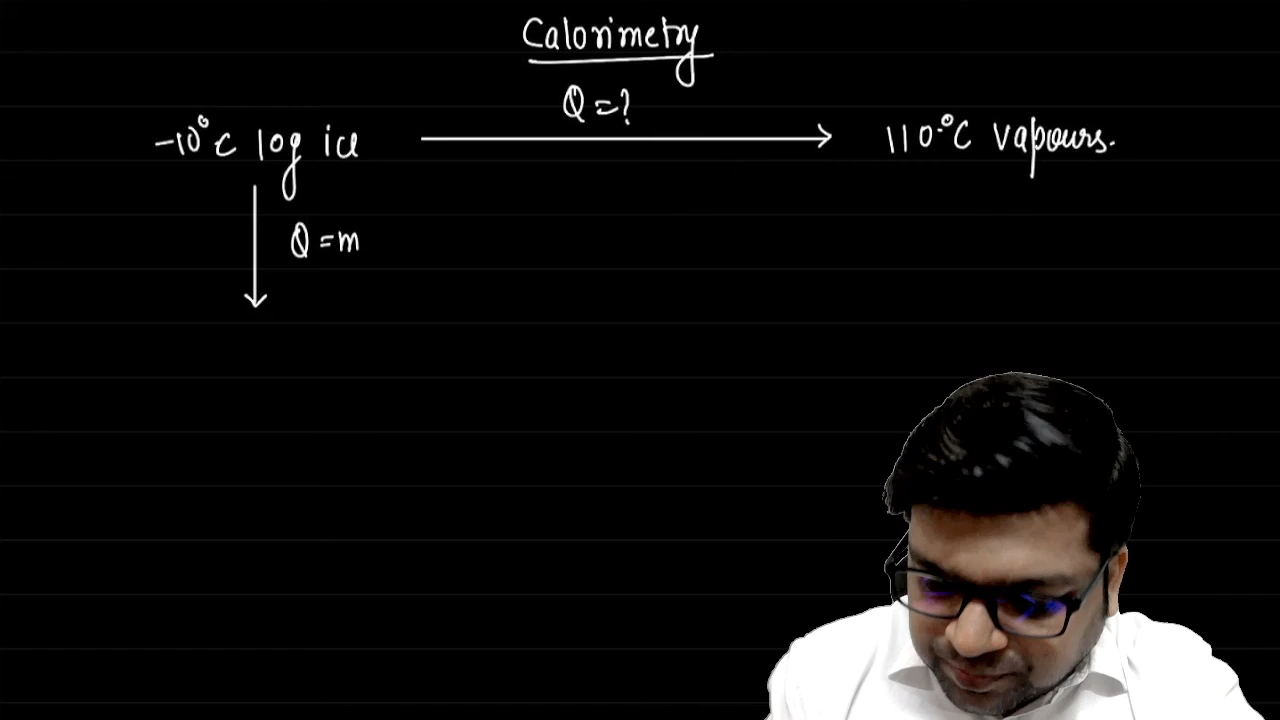 Calorimetry
Q = ?
-10°C 10g ice
110°C vapours.
Q = m